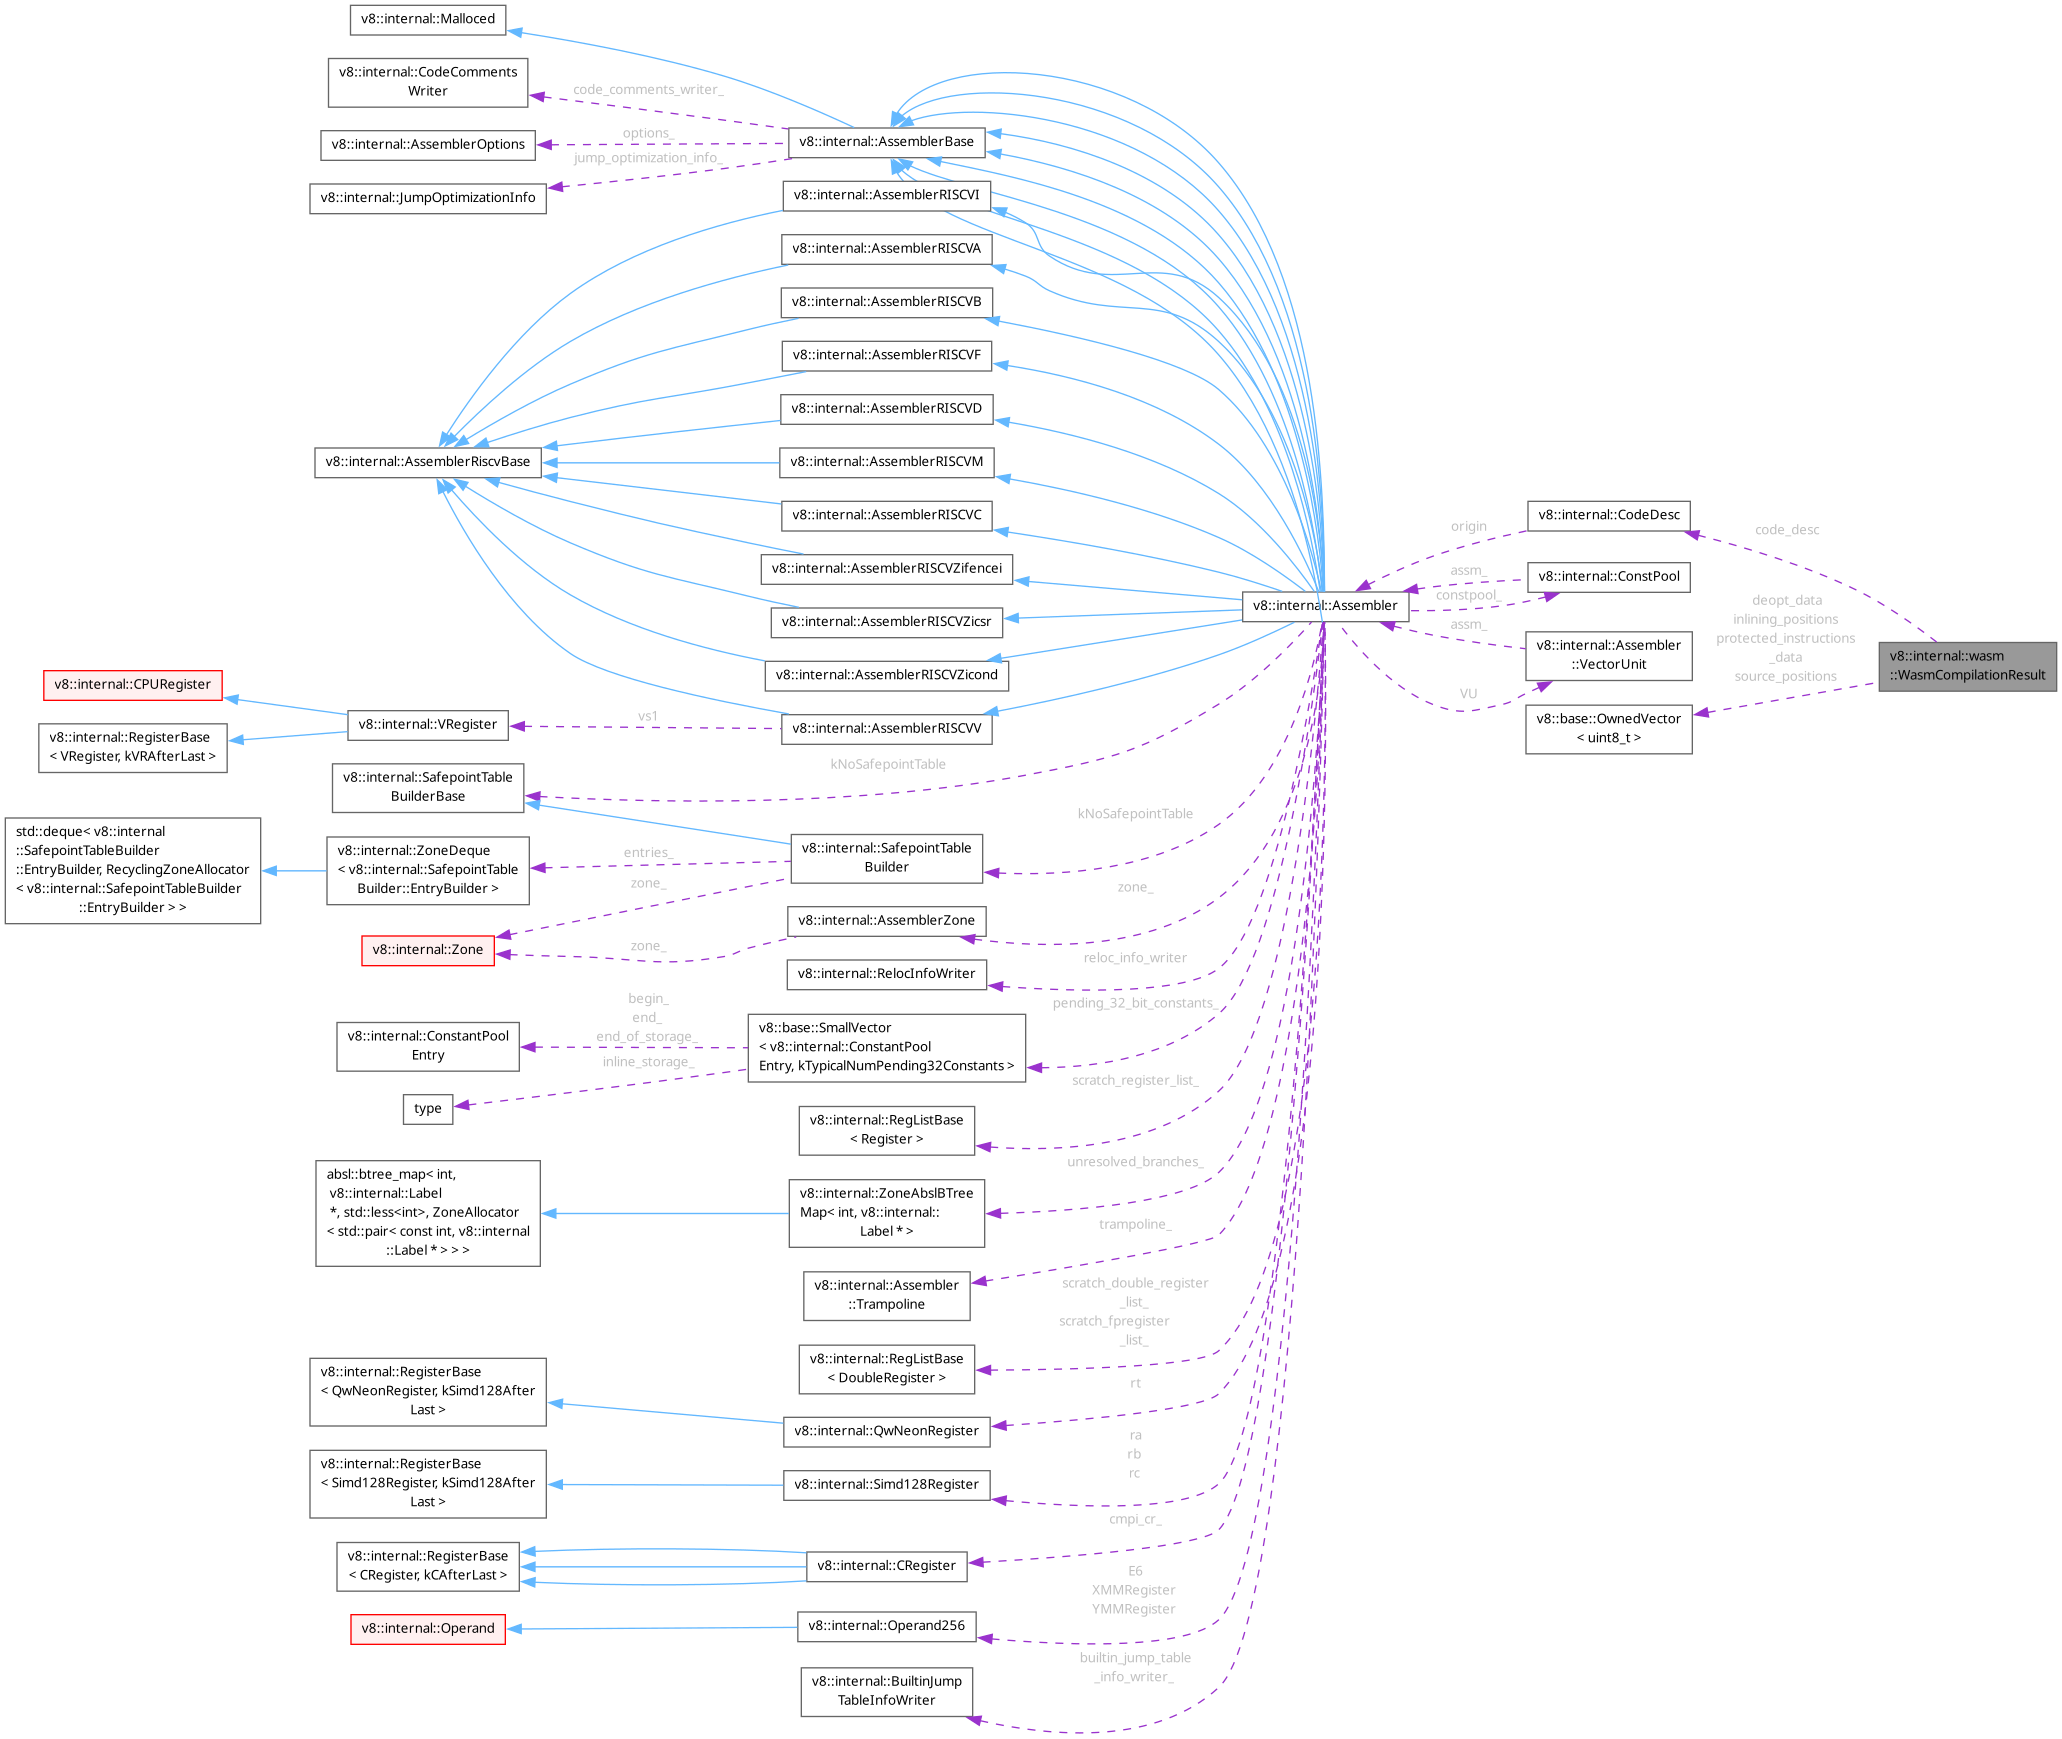 v8::internal::Malloced
v8::internal::CodeComments
Writer
code_comments_writer_
v8::internal::AssemblerOptions
options_
v8::internal::AssemblerBase
jump_optimization_info_
v8::internal::JumpOptimizationInfo
v8::internal::AssemblerRISCVI
v8::internal::AssemblerRISCVA
v8::internal::AssemblerRISCVB
v8::internal::AssemblerRISCVF
v8::internal::AssemblerRISCVD
v8::internal::AssemblerRiscvBase
v8::internal::AssemblerRISCVM
v8::internal::AssemblerRISCVC
v8::internal::AssemblerRISCVZifencei
v8::internal::AssemblerRISCVZicsr
v8::internal::AssemblerRISCVZicond
v8::internal::AssemblerRISCVV
v8::internal::Assembler
origin
v8::internal::CodeDesc
code_desc
assm_
constpool_
v8::internal::ConstPool
assm_
VU
v8::internal::Assembler
::VectorUnit
deopt_data
inlining_positions
protected_instructions
_data
source_positions
v8::internal::wasm
::WasmCompilationResult
v8::base::OwnedVector
< uint8_t >
v8::internal::CPURegister
v8::internal::RegisterBase
< VRegister, kVRAfterLast >
v8::internal::VRegister
vs1
v8::internal::SafepointTable
BuilderBase
kNoSafepointTable
kNoSafepointTable
std::deque< v8::internal
::SafepointTableBuilder
::EntryBuilder, RecyclingZoneAllocator
< v8::internal::SafepointTableBuilder
::EntryBuilder > >
v8::internal::ZoneDeque
< v8::internal::SafepointTable
Builder::EntryBuilder >
entries_
zone_
v8::internal::SafepointTable
Builder
zone_
v8::internal::Zone
zone_
v8::internal::AssemblerZone
reloc_info_writer
v8::internal::RelocInfoWriter
pending_32_bit_constants_
begin_
end_
end_of_storage_
inline_storage_
v8::internal::ConstantPool
Entry
v8::base::SmallVector
< v8::internal::ConstantPool
Entry, kTypicalNumPending32Constants >
type
scratch_register_list_
v8::internal::RegListBase
< Register >
absl::btree_map< int,
v8::internal::Label
*, std::less<int>, ZoneAllocator
< std::pair< const int, v8::internal
::Label * > > >
unresolved_branches_
v8::internal::ZoneAbslBTree
Map< int, v8::internal::
Label * >
trampoline_
v8::internal::Assembler
::Trampoline
scratch_double_register
_list_
scratch_fpregister
_list_
v8::internal::RegListBase
< DoubleRegister >
v8::internal::RegisterBase
< QwNeonRegister, kSimd128After
Last >
rt
v8::internal::QwNeonRegister
v8::internal::RegisterBase
< Simd128Register, kSimd128After
Last >
ra
rb
rc
v8::internal::Simd128Register
cmpi_cr_
v8::internal::RegisterBase
< CRegister, kCAfterLast >
v8::internal::CRegister
E6
XMMRegister
YMMRegister
v8::internal::Operand
v8::internal::Operand256
builtin_jump_table
_info_writer_
v8::internal::BuiltinJump
TableInfoWriter